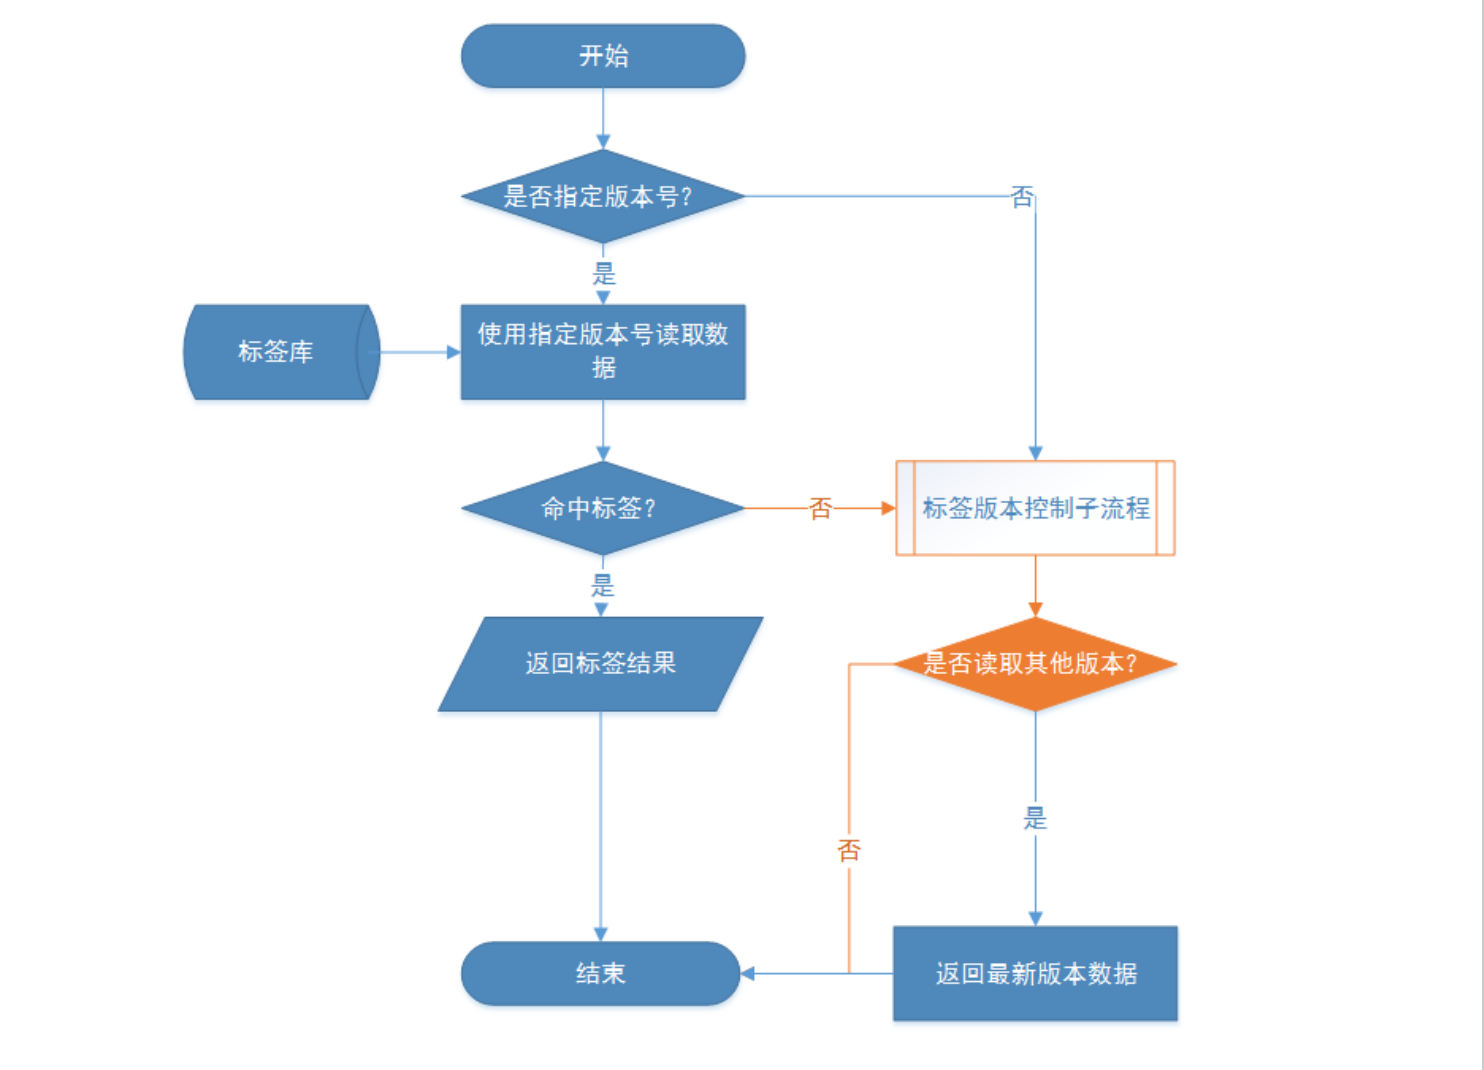 开始
是否指定版本号?
否
是
标签库
使用指定版本号读取数
据
命中标签?
否
标签版本控制子流程
是
返回标签结果
是否读取其他版本?
是
否
结束
返回最新版本数据